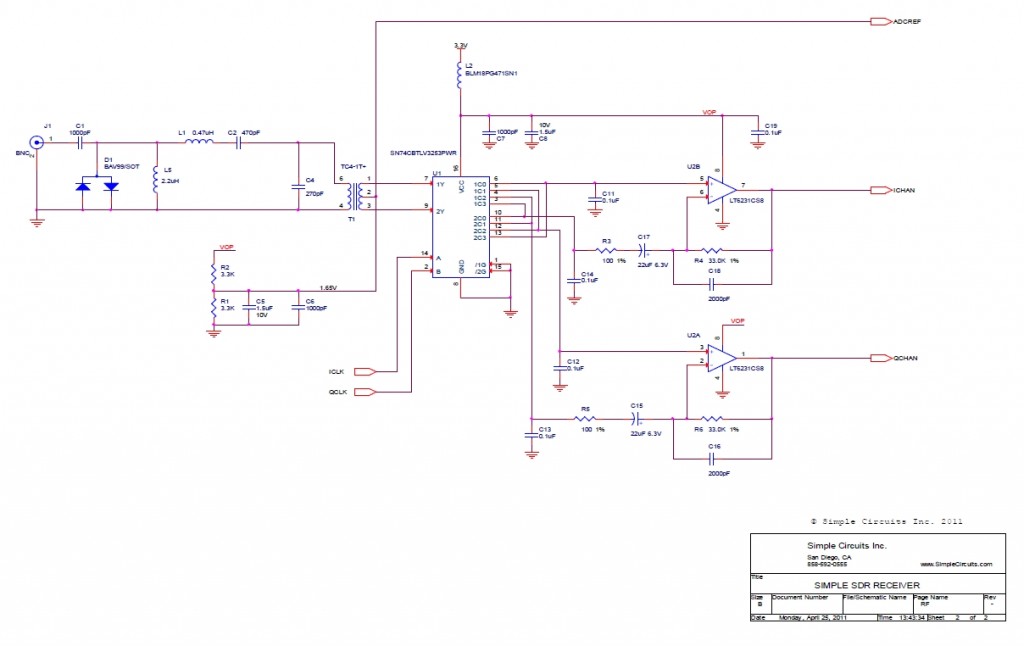 ADCREF
3.3V
L2
BLM18PG471SN1
VOP
J1
1
BNC
2
C1
1000pF
D1
BAV99/SOT
L5
2.2uH
L1 0.47uH
C2 470pF
C4
270pF
TC4-1T+
6
4
1
2
3
T1
SN74CBTLV3253PWR
U1
16
VCC
7
1Y
9
2Y
14
A
2
B
1C0
1C1
1C2
1C3
2C0
2C1
2C2
2C3
6
5
4
3
10
11
12
13
/1G
/2G
1
15
GND
8
1000pF
C7
10V
1.5uF
C8
C19
0.1uF
C11
0.1uF
U2B
5
6
8
4
7
LT6231CS8
ICHAN
R3
100 1%
C17
22uF 6.3V
R4 33.0K 1%
C18
2000pF
C14
0.1uF
VOP
R2
3.3K
R1
3.3K
C5
1.5uF
10V
C6
1000pF
1.65V
ICLK
QCLK
VOP
U2A
3
2
8
4
1
LT6231CS8
QCHAN
C12
0.1uF
C13
0.1uF
R5
100 1%
C15
22uF 6.3V
R6 33.0K 1%
C16
2000pF
© Simple Circuits Inc. 2011
Simple Circuits Inc.
San Diego, CA
858-592-0555 www.SimpleCircuits.com
Title
SIMPLE SDR RECEIVER
Size Document Number File/Schematic Name Page Name Rev
B RF -
Date Monday, April 25, 2011 Time 13:43:34 Sheet 2 of 2